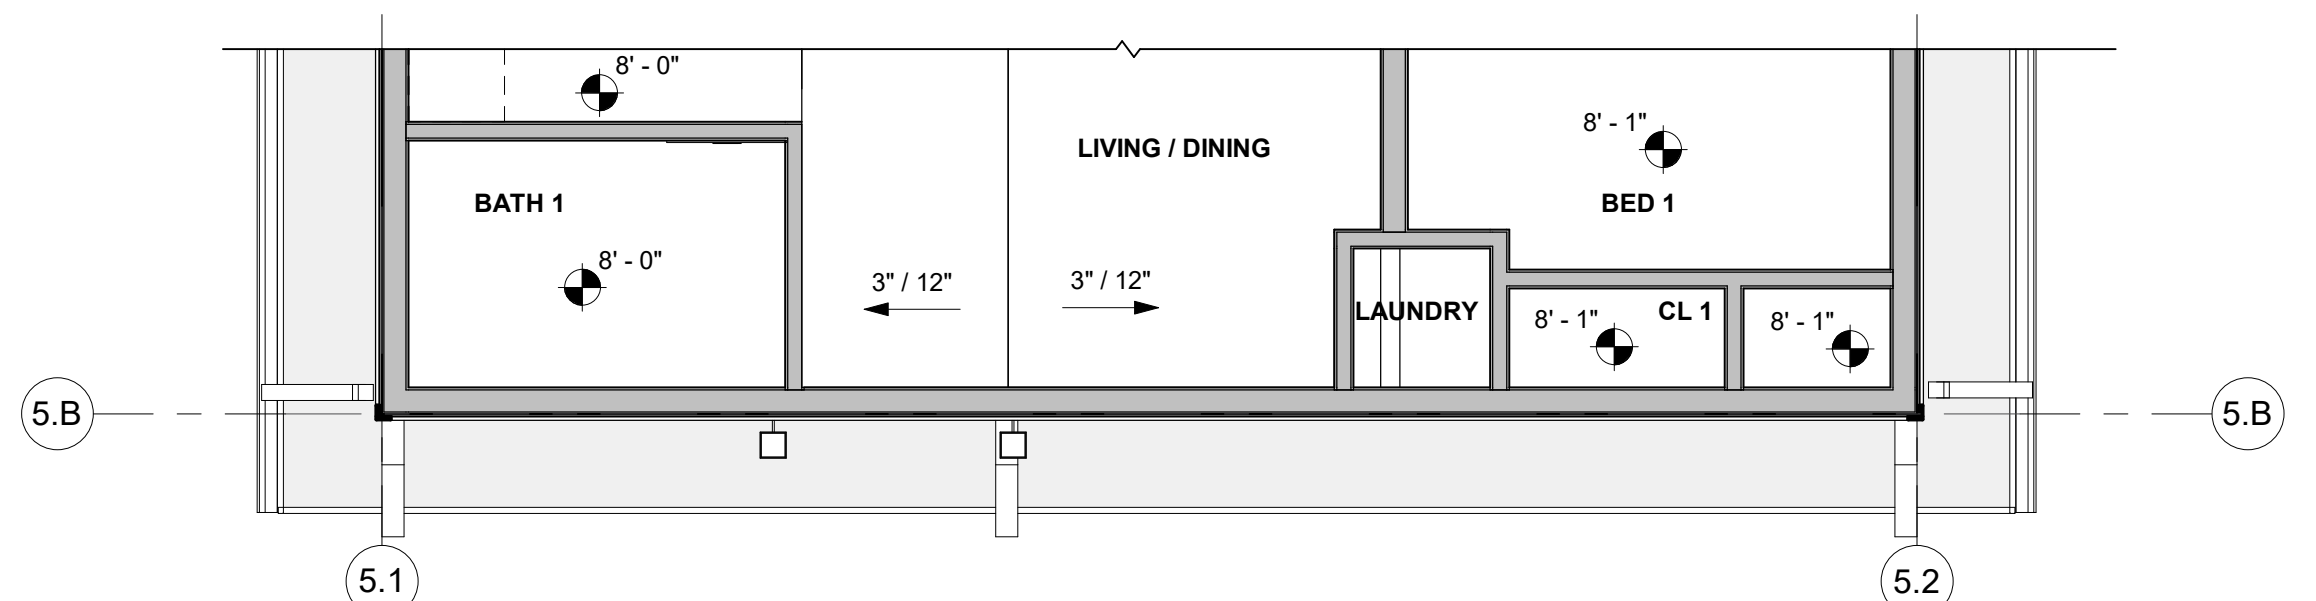 8' - 0"
8' - 1"
LIVING / DINING
BATH 1
BED 1
8' - 0"
3" / 12"
3" / 12"
LAUNDRY
8' - 1"
CL 1
8' - 1"
5.B
5.B
5.1
5.2